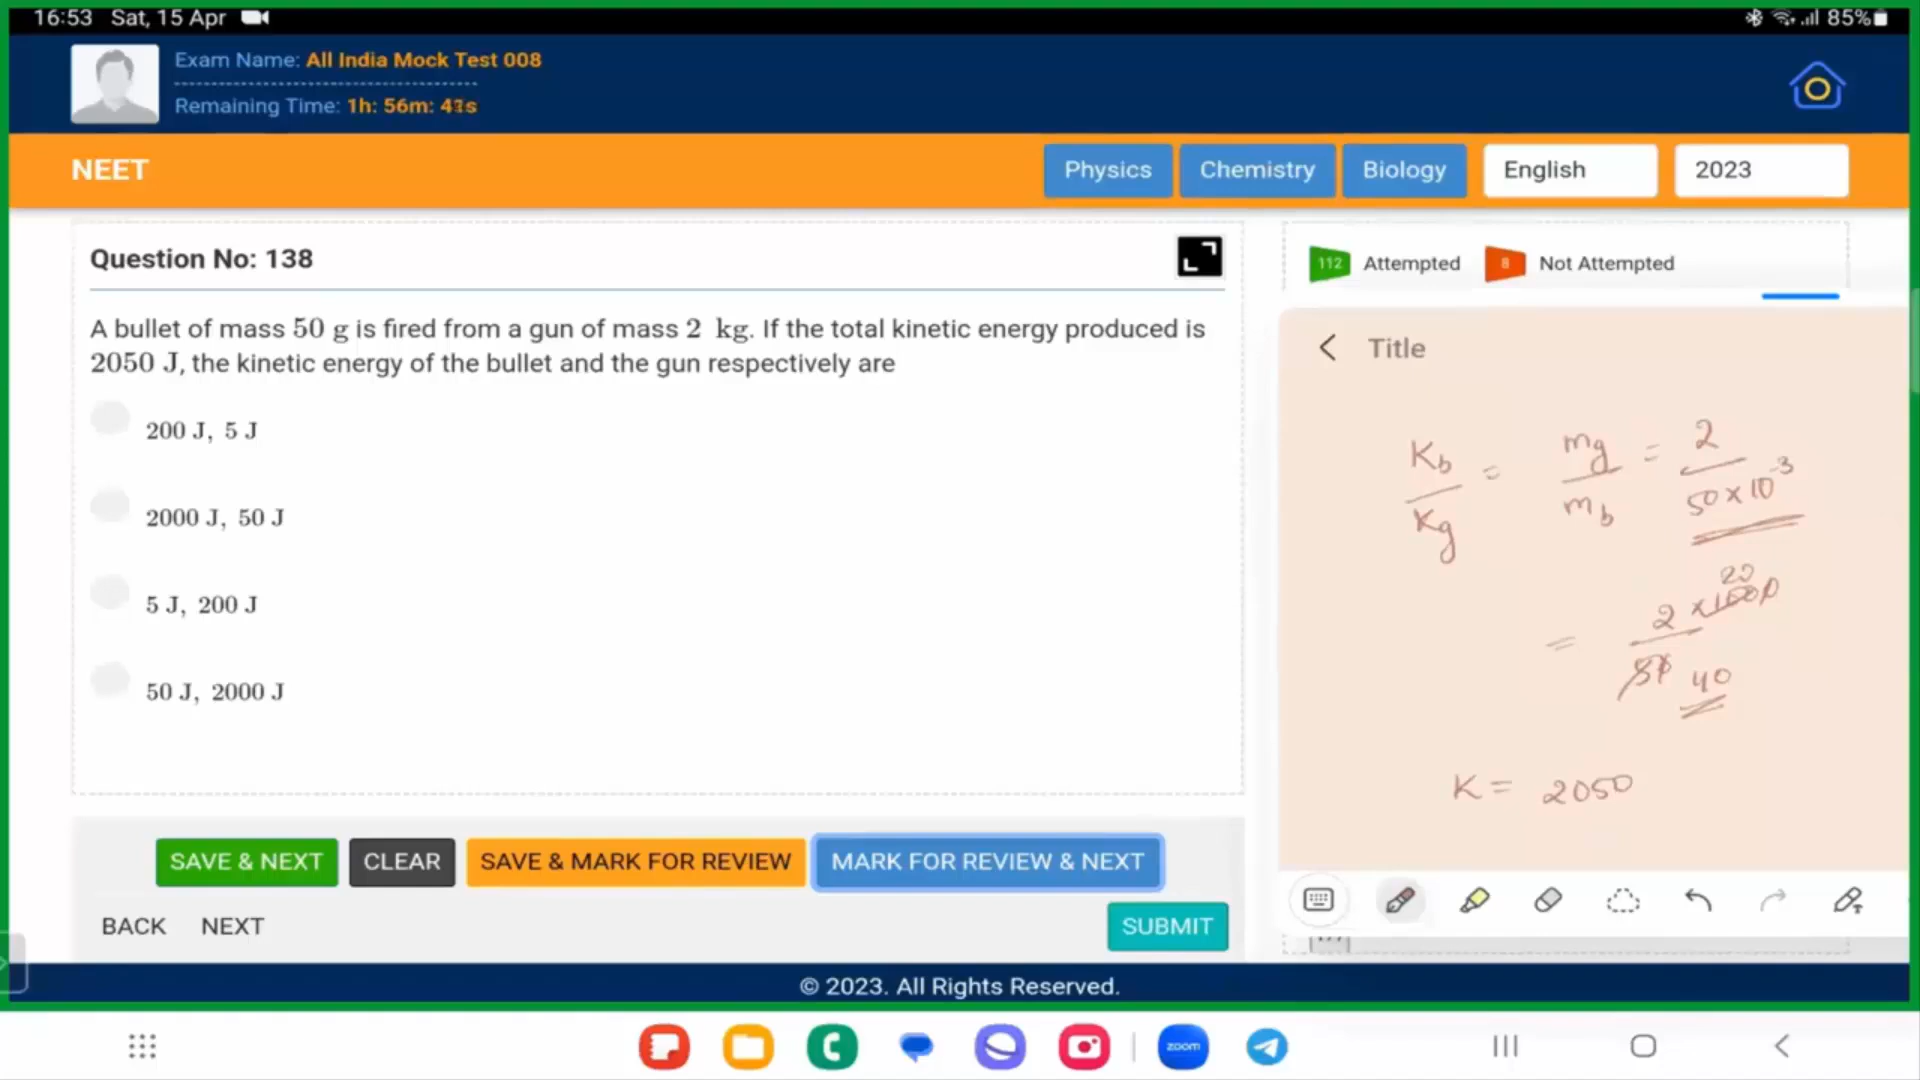 16:53 Sat, 15 Apr 85%
Exam Name: All India Mock Test 008
Remaining Time: 1h: 56m:
NEET
Physics Chemistry Biology English 2023
Question No: 138
112 Attempted 8 Not Attempted
A bullet of mass 50 g is fired from a gun of mass 2 kg. If the total kinetic energy produced is
2050 J, the kinetic energy of the bullet and the gun respectively are
200 J, 5 J
2000 J, 50 J
5 J, 200 J
50 J, 2000 J
Title
Kb/Kg = mg/mb = 2/50 × 10^-3
= 2 × 1000/50
20
40
K = 2050
SAVE & NEXT CLEAR SAVE & MARK FOR REVIEW MARK FOR REVIEW & NEXT
BACK NEXT SUBMIT
© 2023. All Rights Reserved.
zoom